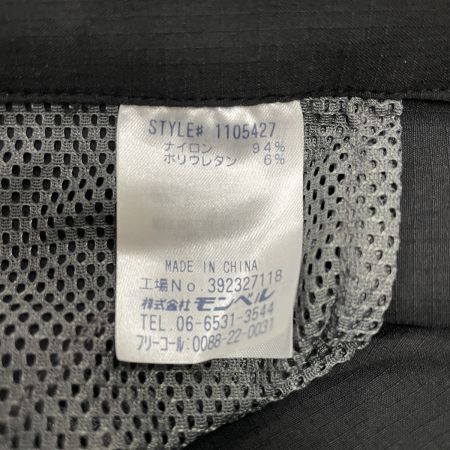 STYLE# 1105427
ナイロン 94%
ポリウレタン 6%
MADE IN CHINA
工場No.392327118
株式会社 モンベル
TEL. 06-6531-3544
フリーコール:0088-22-0031